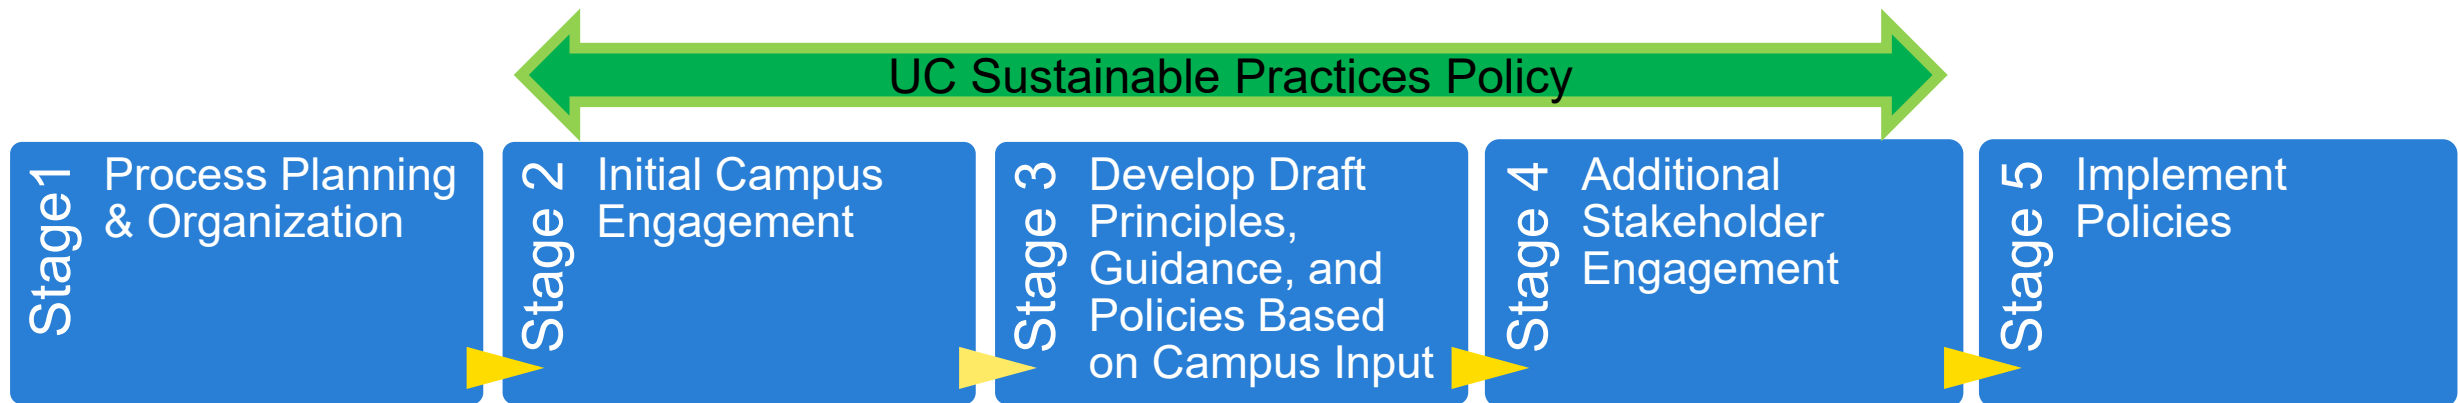 UC Sustainable Practices Policy
Stage1
Process Planning
& Organization
Stage 2
Initial Campus
Engagement
Stage 3
Develop Draft
Principles,
Guidance, and
Policies Based
on Campus Input
Stage 4
Additional
Stakeholder
Engagement
Stage 5
Implement
Policies